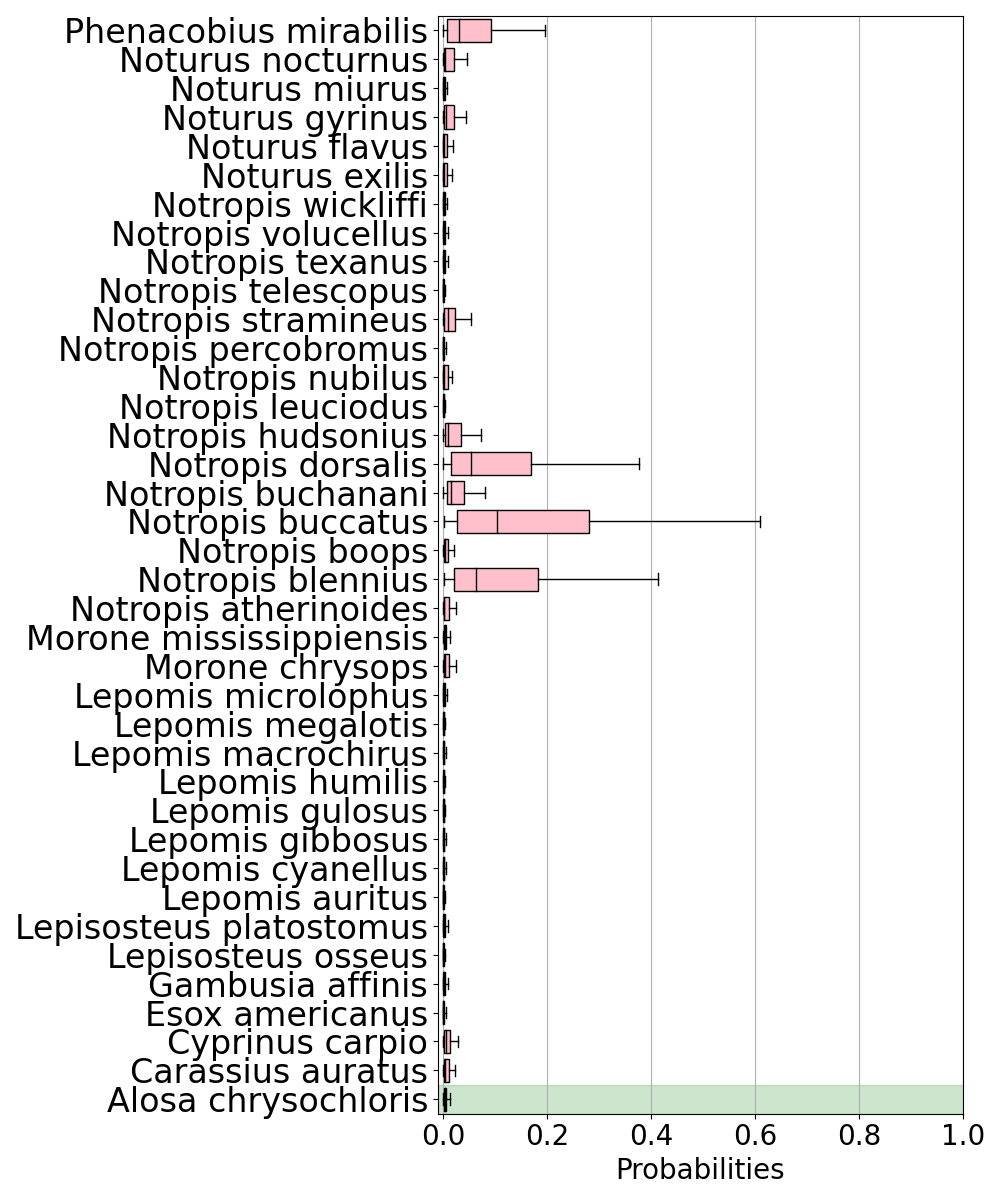 Phenacobius mirabilis
Noturus nocturnus
Noturus miurus
Noturus gyrinus
Noturus flavus
Noturus exilis
Notropis wickliffi
Notropis volucellus
Notropis texanus
Notropis telescopus
Notropis stramineus
Notropis percobromus
Notropis nubilus
Notropis leuciodus
Notropis hudsonius
Notropis dorsalis
Notropis buchanani
Notropis buccatus
Notropis boops
Notropis blennius
Notropis atherinoides
Morone mississippiensis
Morone chrysops
Lepomis microlophus
Lepomis megalotis
Lepomis macrochirus
Lepomis humilis
Lepomis gulosus
Lepomis gibbosus
Lepomis cyanellus
Lepomis auritus
Lepisosteus platostomus
Lepisosteus osseus
Gambusia affinis
Esox americanus
Cyprinus carpio
Carassius auratus
Alosa chrysochloris
0.0 0.2 0.4 0.6 0.8 1.0
Probabilities